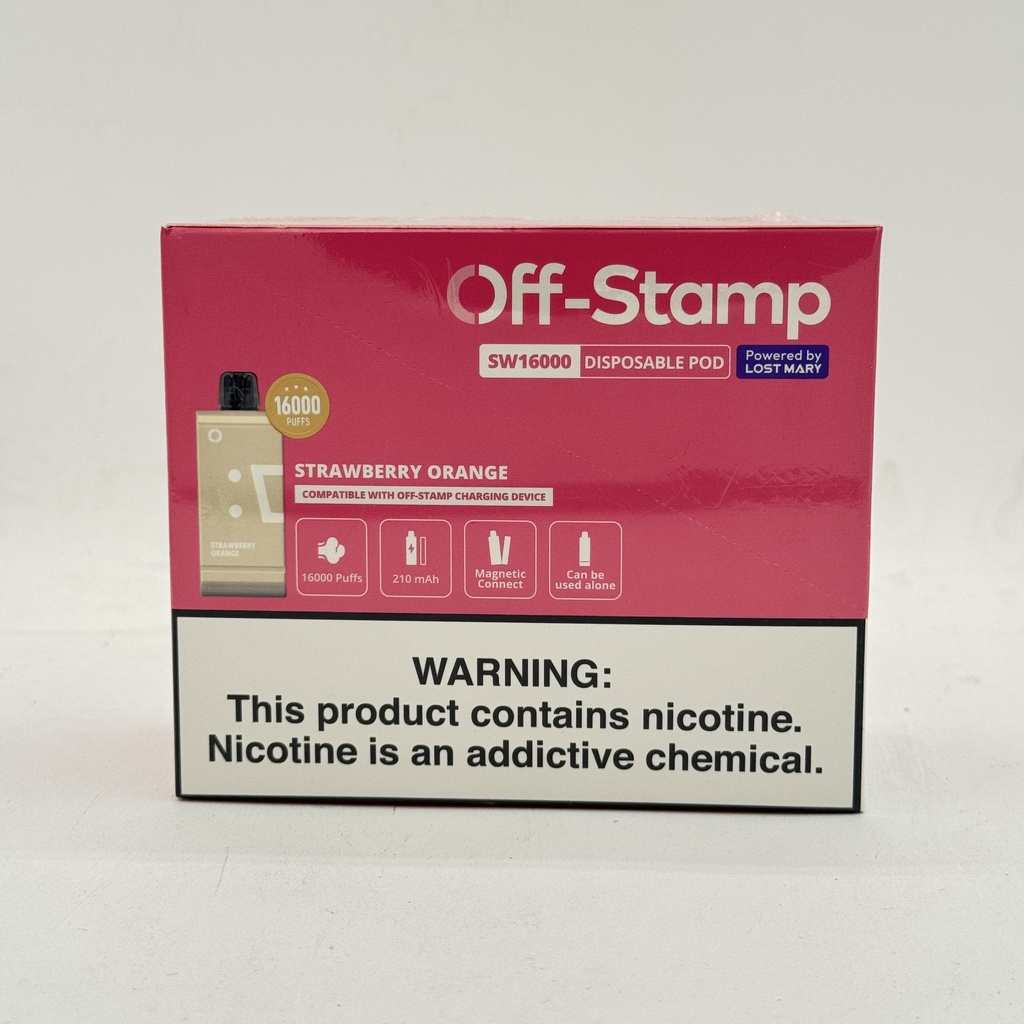 Off-Stamp
SW16000 DISPOSABLE POD Powered by
LOST MARY
16000
PUFFS
STRAWBERRY ORANGE
COMPATIBLE WITH OFF-STAMP CHARGING DEVICE
STRAWBERRY
ORANGE
16000 Puffs
210 mAh
Magnetic
Connect
Can be
used alone
WARNING:
This product contains nicotine.
Nicotine is an addictive chemical.